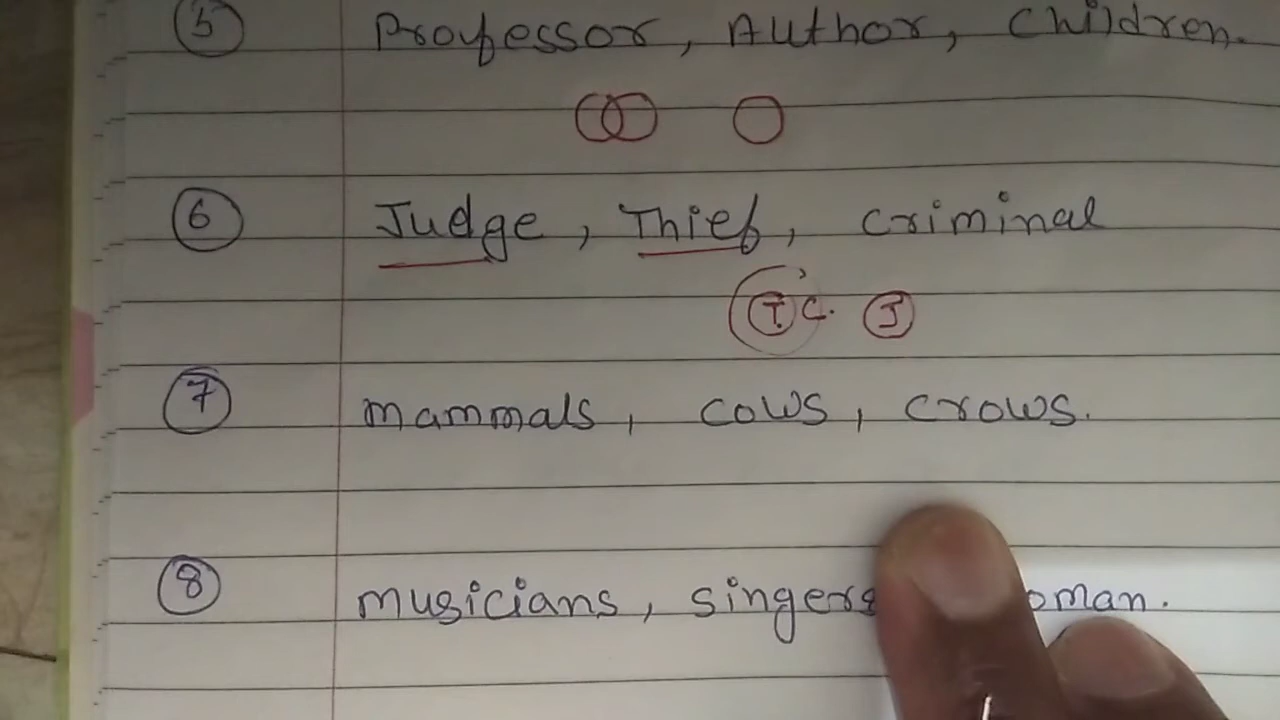 5 Professor, Author, Children.
6 Judge, Thief, Criminal
T. C. J
7 mammals, cows, crows.
8 musicians, singers